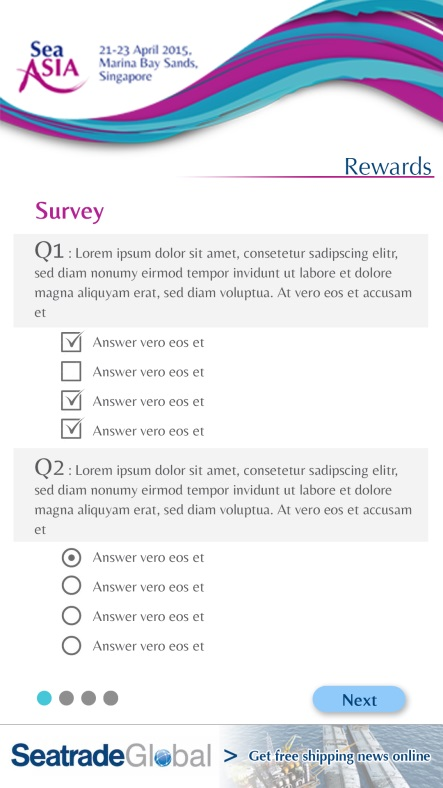 Sea
ASIA
21-23 April 2015,
Marina Bay Sands,
Singapore
Rewards
Survey
Q1 : Lorem ipsum dolor sit amet, consetetur sadipscing elitr,
sed diam nonumy eirmod tempor invidunt ut labore et dolore
magna aliquyam erat, sed diam voluptua. At vero eos et accusam
et
Answer vero eos et
Answer vero eos et
Answer vero eos et
Answer vero eos et
Q2 : Lorem ipsum dolor sit amet, consetetur sadipscing elitr,
sed diam nonumy eirmod tempor invidunt ut labore et dolore
magna aliquyam erat, sed diam voluptua. At vero eos et accusam
et
Answer vero eos et
Answer vero eos et
Answer vero eos et
Answer vero eos et
Next
SeatradeGlobal > Get free shipping news online